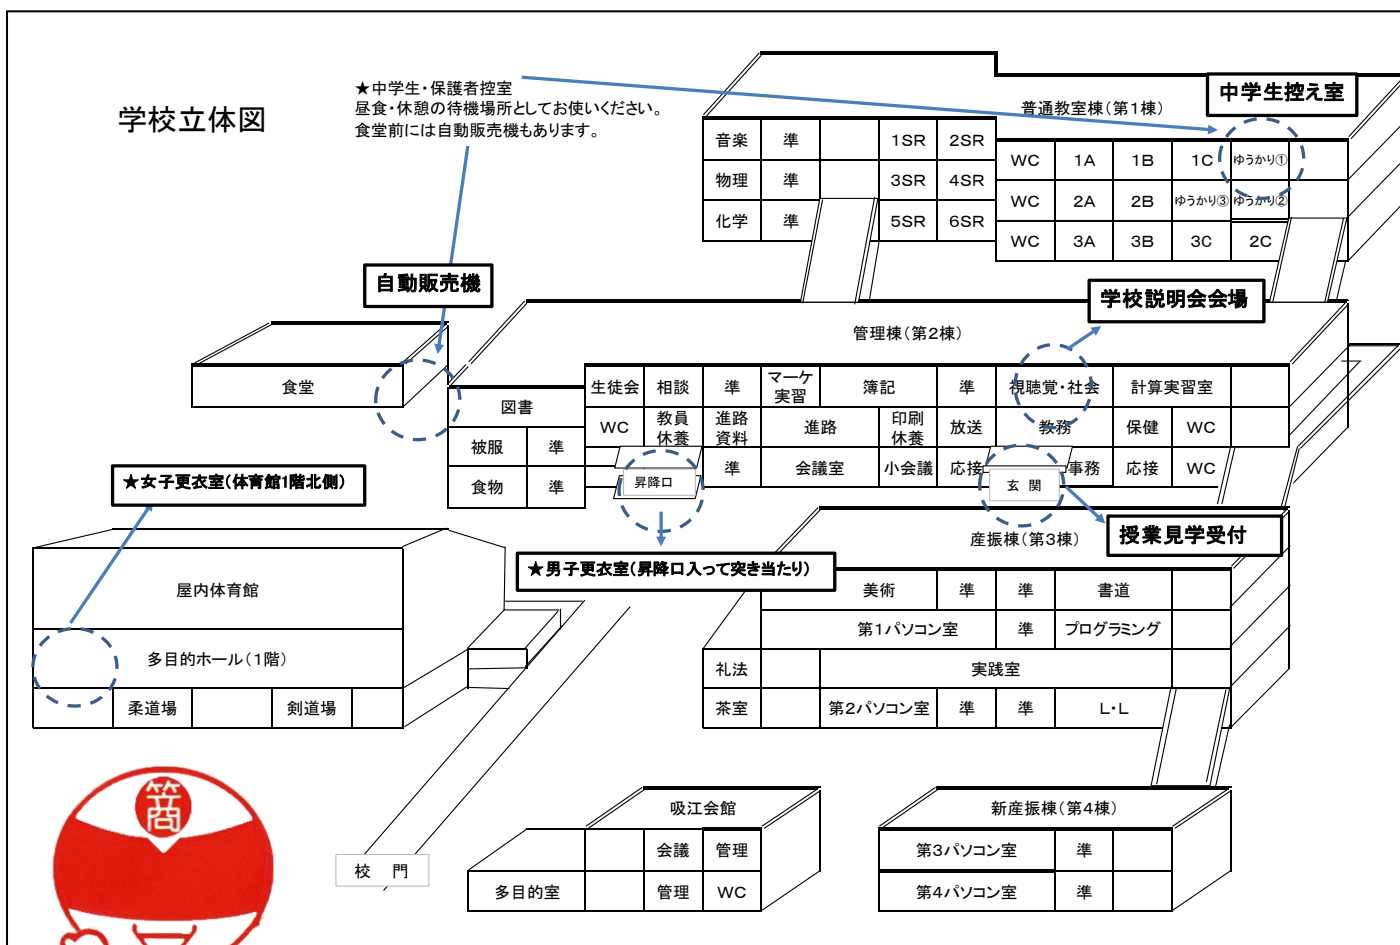 学校立体図
★中学生・保護者控室
昼食・休憩の待機場所としてお使いください。
食堂前には自動販売機もあります。
中学生控え室
普通教室棟(第1棟)
音楽 準 1SR 2SR
WC 1A 1B 1C ゆうかり①
物理 準 3SR 4SR
WC 2A 2B ゆうかり③ ゆうかり②
化学 準 5SR 6SR
WC 3A 3B 3C 2C
自動販売機
学校説明会会場
管理棟(第2棟)
食堂
図書
生徒会 相談 準 マーケ実習 簿記 準 視聴覚・社会 計算実習室
WC 教員休養 進路資料 進路 印刷休養 放送 教務 保健 WC
被服 準
準 会議室 小会議 応接 事務 応接 WC
食物 準
昇降口
玄 関
★女子更衣室(体育館1階北側)
★男子更衣室(昇降口入って突き当たり)
授業見学受付
産振棟(第3棟)
屋内体育館
多目的ホール(1階)
柔道場 剣道場
美術 準 準 書道
第1パソコン室 準 プログラミング
礼法 実践室
茶室 第2パソコン室 準 準 L・L
校 門
吸江会館
会議 管理
多目的室 管理 WC
新産振棟(第4棟)
第3パソコン室 準
第4パソコン室 準